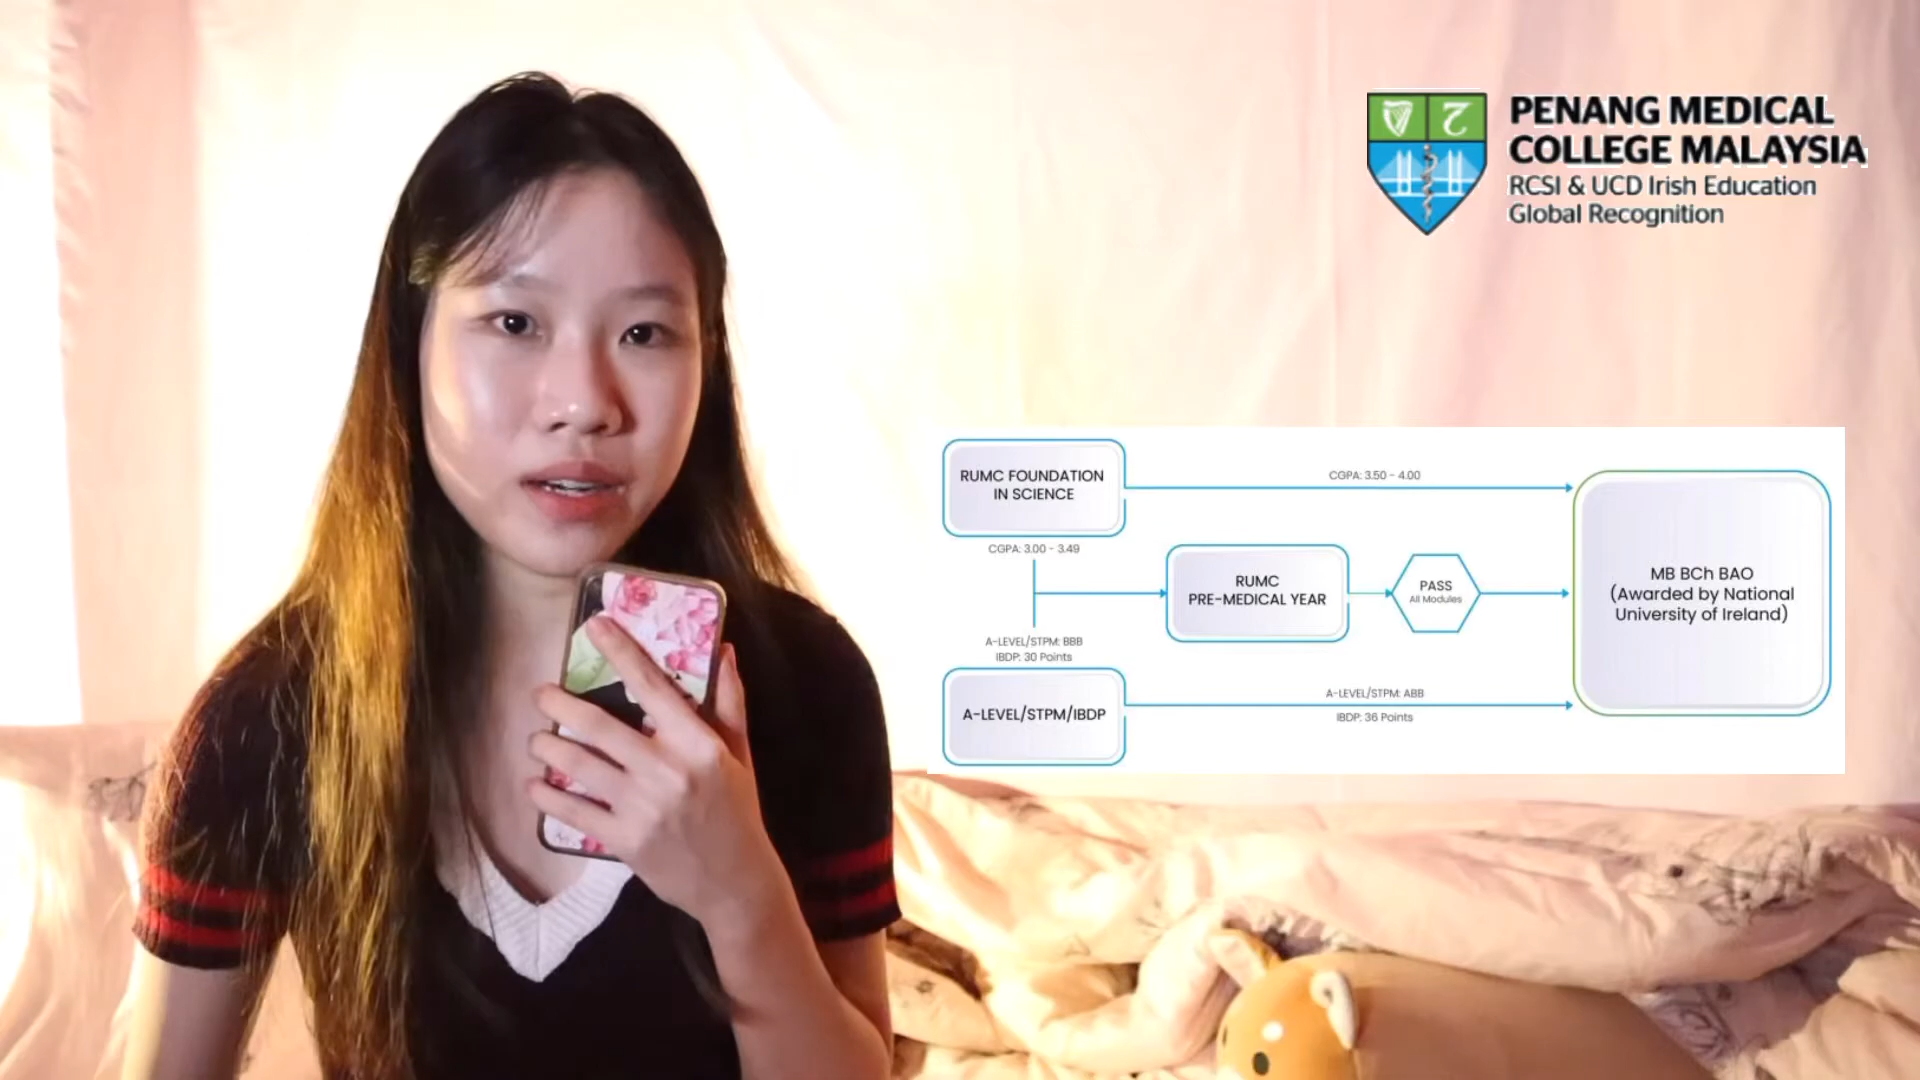 PENANG MEDICAL
COLLEGE MALAYSIA
RCSI & UCD Irish Education
Global Recognition
RUMC FOUNDATION
IN SCIENCE
CGPA: 3.50 - 4.00
CGPA: 3.00 - 3.49
RUMC
PRE-MEDICAL YEAR
PASS
All Modules
MB BCh BAO
(Awarded by National
University of Ireland)
A-LEVEL/STPM: BBB
IBDP: 30 Points
A-LEVEL/STPM/IBDP
A-LEVEL/STPM: ABB
IBDP: 36 Points